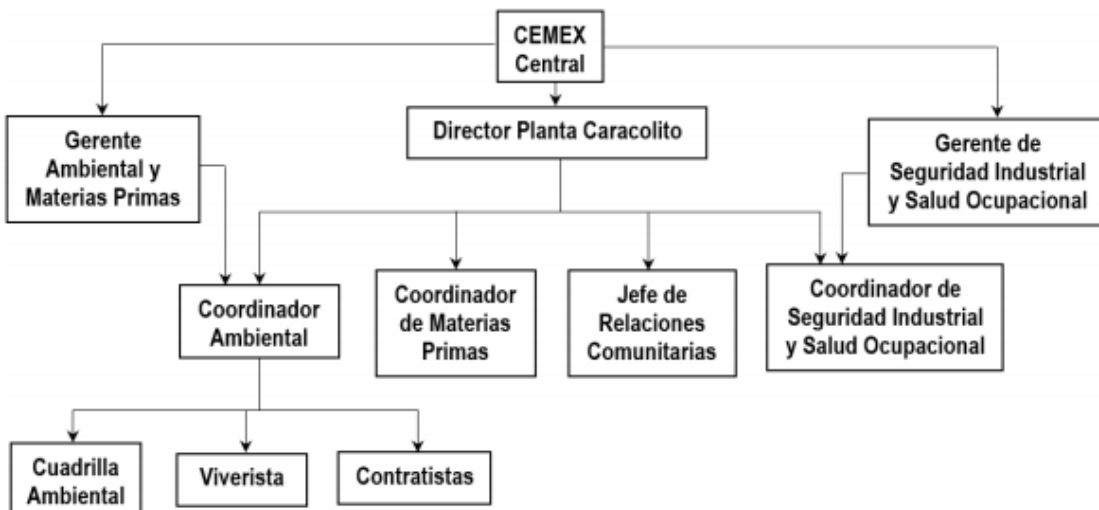 CEMEX
Central
Gerente
Ambiental y
Materias Primas
Director Planta Caracolito
Gerente de
Seguridad Industrial
y Salud Ocupacional
Coordinador
Ambiental
Coordinador
de Materias
Primas
Jefe de
Relaciones
Comunitarias
Coordinador de
Seguridad Industrial
y Salud Ocupacional
Cuadrilla
Ambiental
Viverista
Contratistas